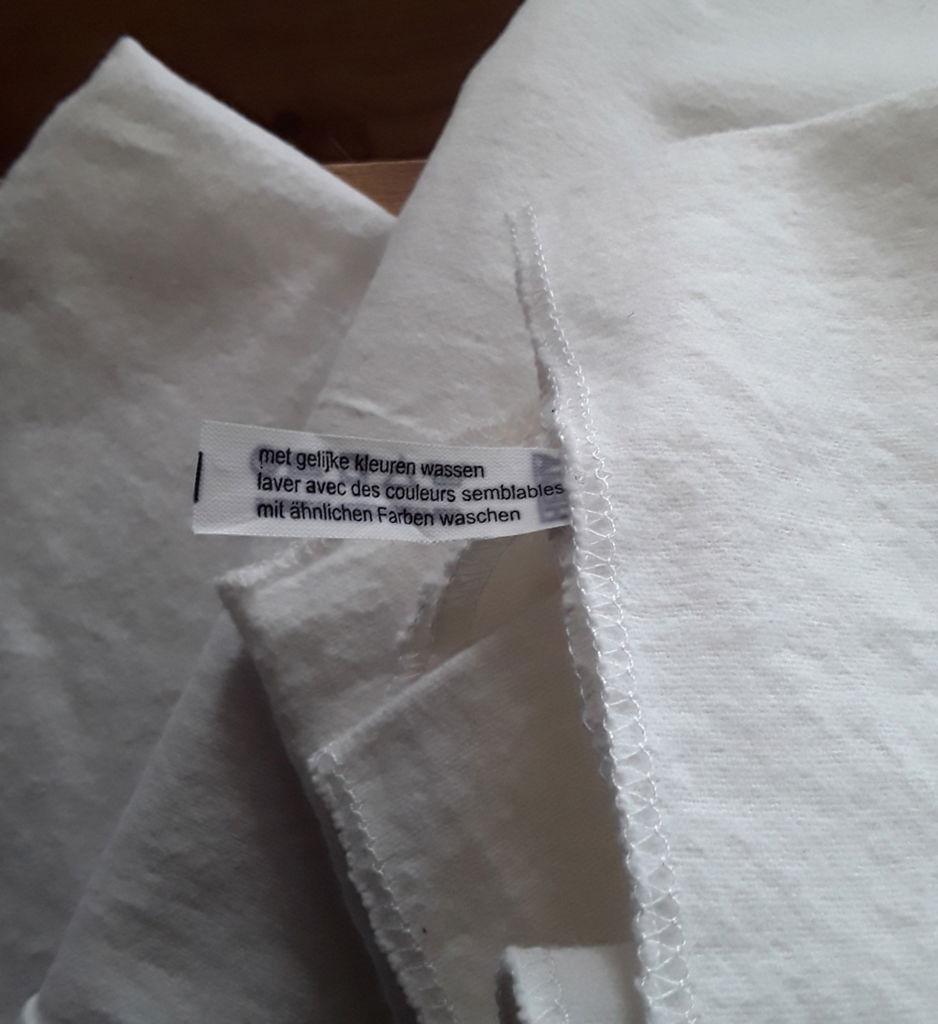 met gelijke kleuren wassen
laver avec des couleurs semblables
mit ähnlichen Farben waschen